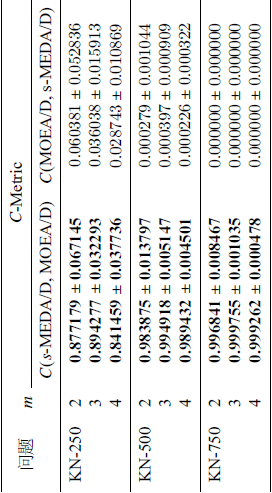 问题 m C-Metric
C(s-MEDA/D, MOEA/D) C(MOEA/D, s-MEDA/D)
KN-250 2 0.877179 ± 0.067145 0.060381 ± 0.052836
3 0.894277 ± 0.032293 0.036038 ± 0.015913
4 0.841459 ± 0.037736 0.028743 ± 0.010869
KN-500 2 0.983875 ± 0.013797 0.000279 ± 0.001044
3 0.994918 ± 0.005147 0.000397 ± 0.000909
4 0.989432 ± 0.004501 0.000226 ± 0.000322
KN-750 2 0.996841 ± 0.008467 0.000000 ± 0.000000
3 0.999755 ± 0.001035 0.000000 ± 0.000000
4 0.999262 ± 0.000478 0.000000 ± 0.000000